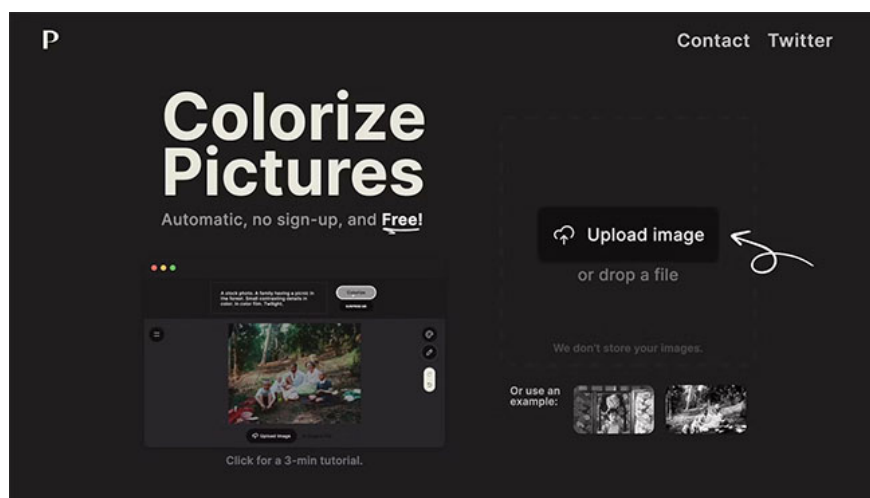 P
Contact Twitter
Colorize
Pictures
Automatic, no sign-up, and Free!
A stock photo. A family having a picnic in
the forest. Small contrasting details in
color. In color film. Twilight.
Colorize
SURPRISE ME
Upload image
Click for a 3-min tutorial.
Upload image
or drop a file
We don't store your images.
Or use an
example: